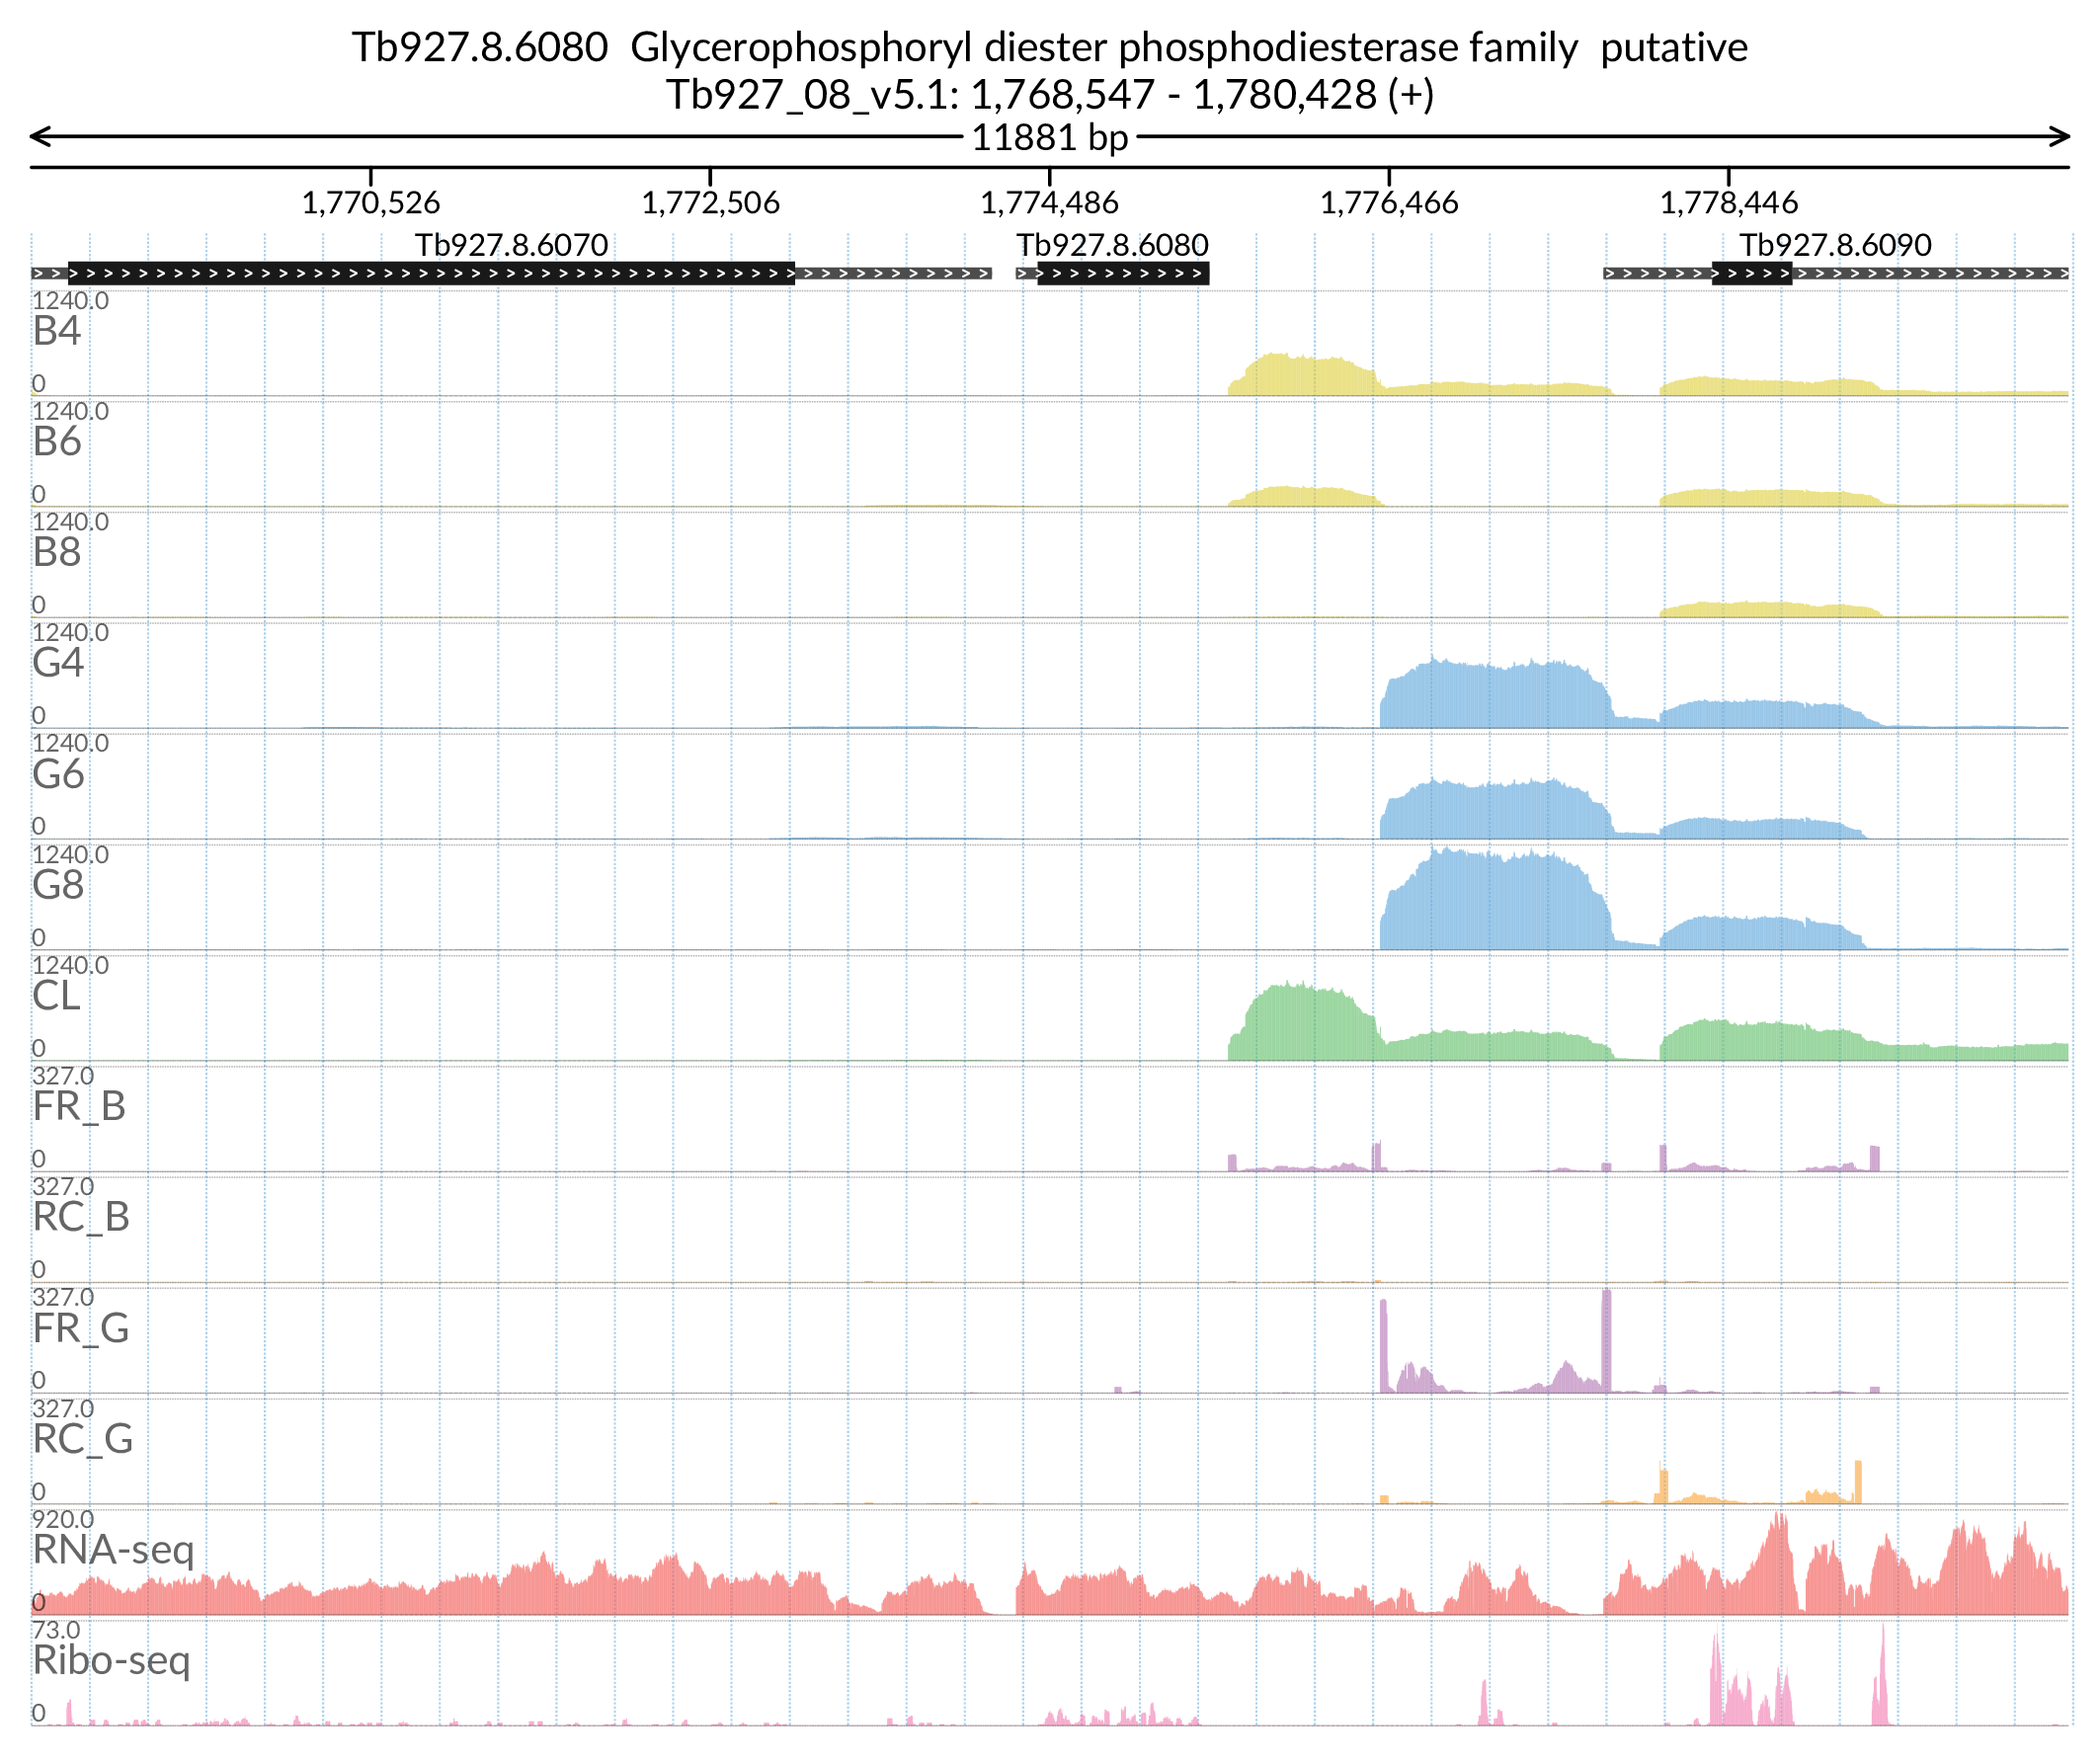 Tb927.8.6080  Glycerophosphoryl diester phosphodiesterase family  putative
Tb927_08_v5.1: 1,768,547 - 1,780,428 (+)
11881 bp
1,770,526 1,772,506 1,774,486 1,776,466 1,778,446
Tb927.8.6070 Tb927.8.6080 Tb927.8.6090
1240.0
B4
0
1240.0
B6
0
1240.0
B8
0
1240.0
G4
0
1240.0
G6
0
1240.0
G8
0
1240.0
CL
0
327.0
FR_B
0
327.0
RC_B
0
327.0
FR_G
0
327.0
RC_G
0
920.0
RNA-seq
0
73.0
Ribo-seq
0